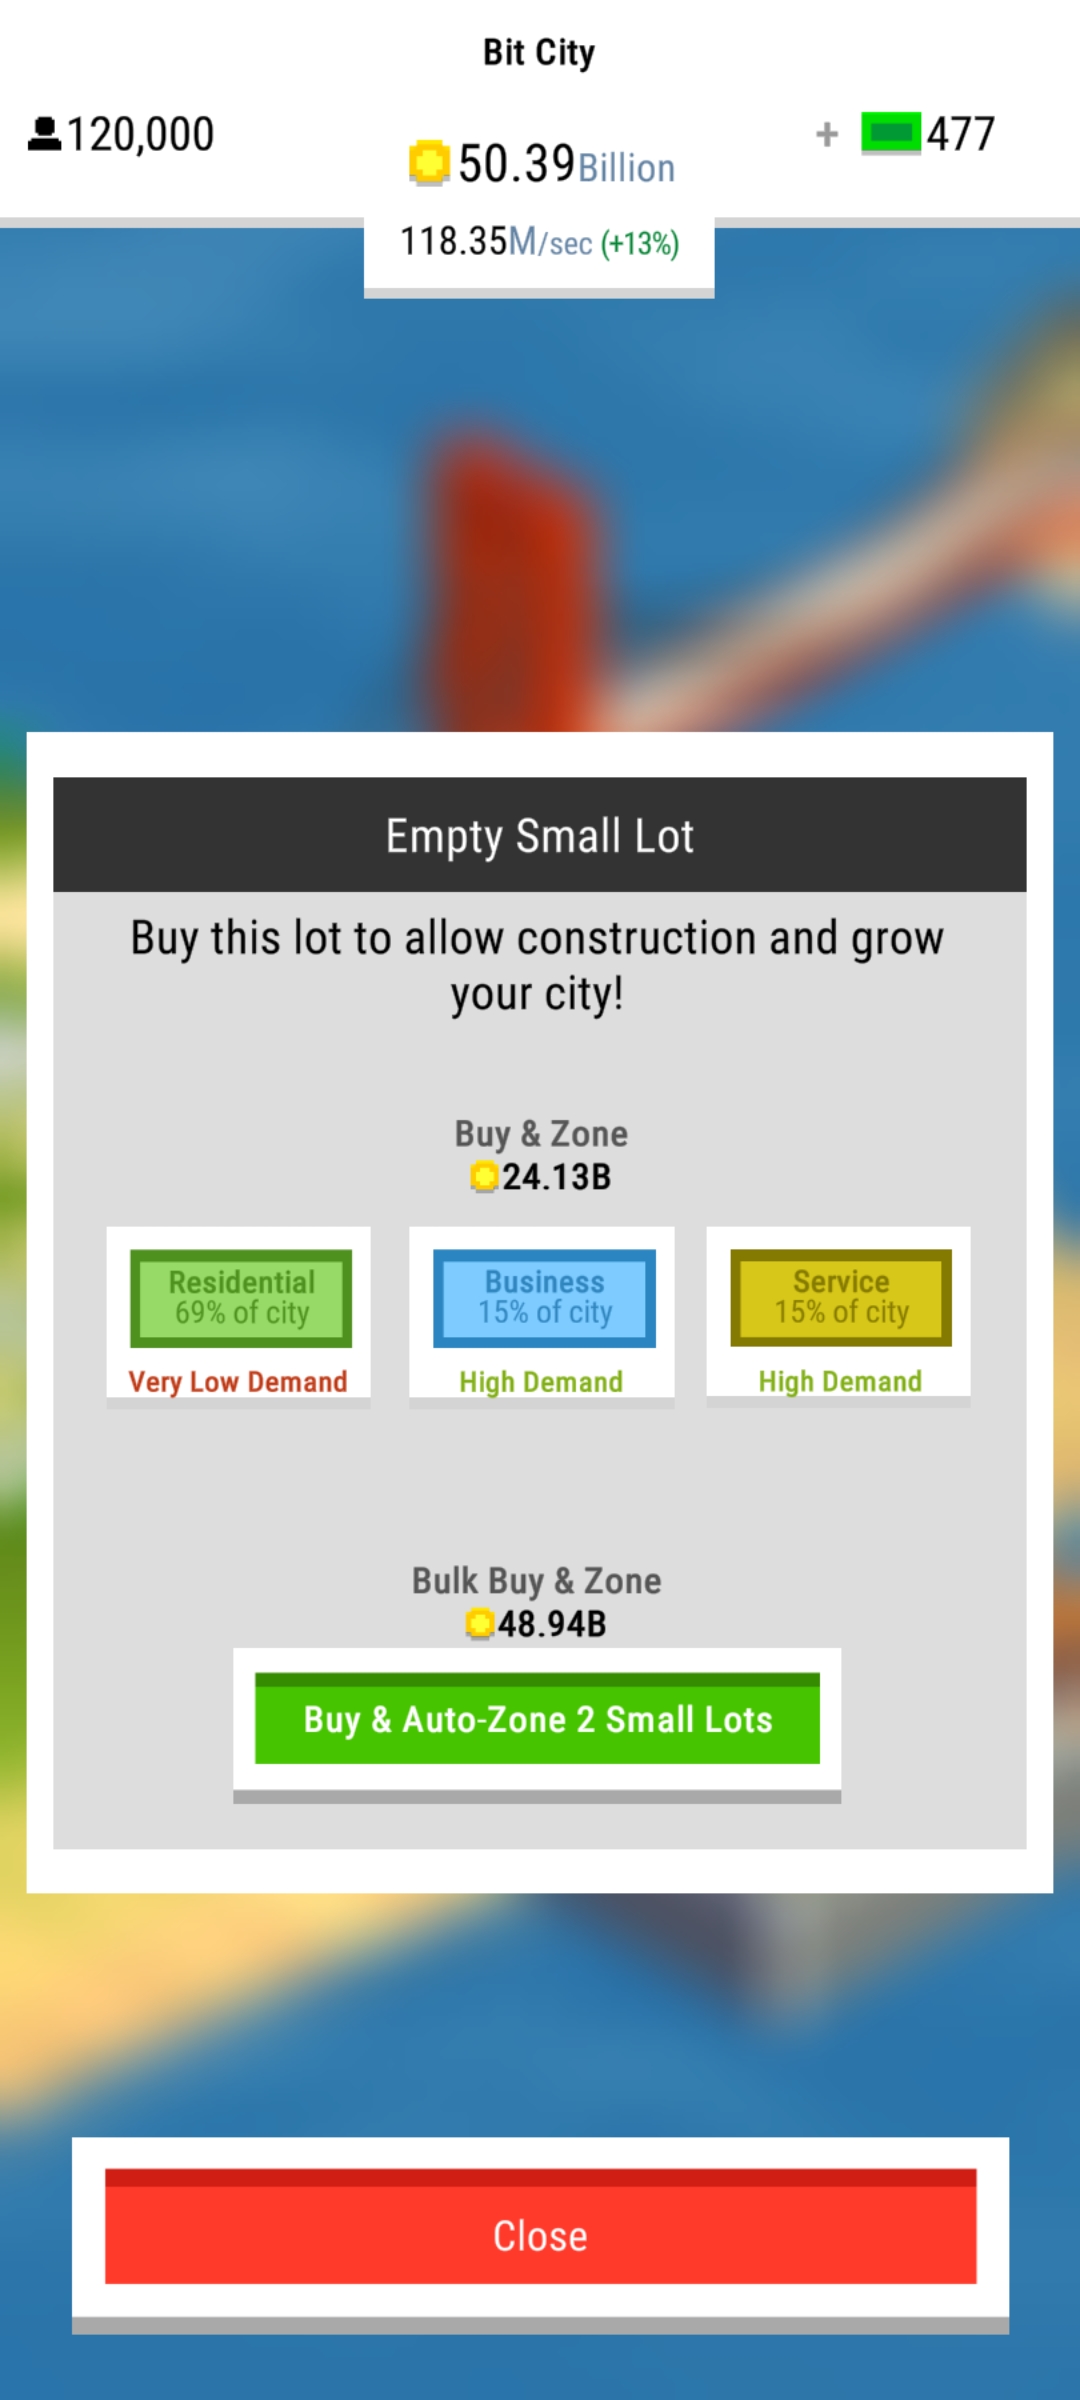 Bit City
120,000
50.39Billion
+ 477
118.35M/sec (+13%)
Empty Small Lot
Buy this lot to allow construction and grow
your city!
Buy & Zone
24.13B
Residential
69% of city
Very Low Demand
Business
15% of city
High Demand
Service
15% of city
High Demand
Bulk Buy & Zone
48.94B
Buy & Auto-Zone 2 Small Lots
Close